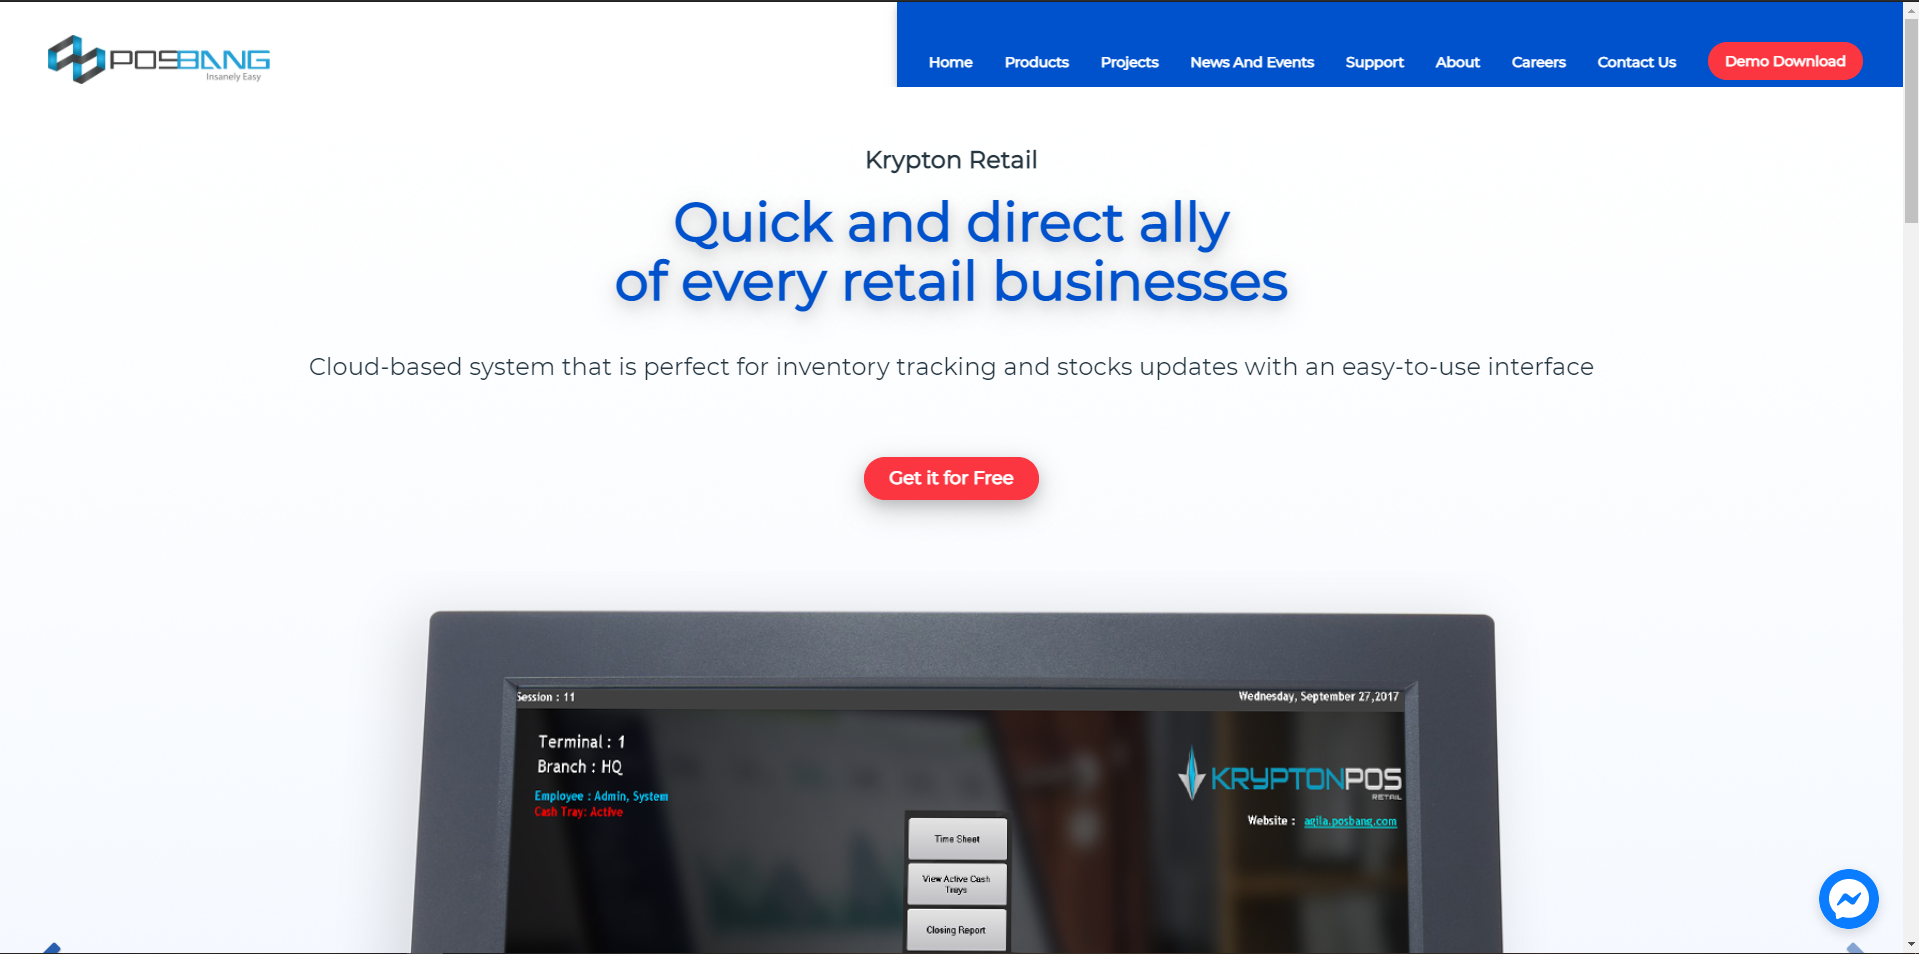 POSBANG
Insanely Easy
Home Products Projects News And Events Support About Careers Contact Us Demo Download
Krypton Retail
Quick and direct ally
of every retail businesses
Cloud-based system that is perfect for inventory tracking and stocks updates with an easy-to-use interface
Get it for Free
Session : 11
Wednesday, September 27,2017
Terminal : 1
Branch : HQ
Employee : Admin, System
Cash Tray: Active
KRYPTONPOS
RETAIL
Website : agila.posbang.com
Time Sheet
View Active Cash
Trays
Closing Report